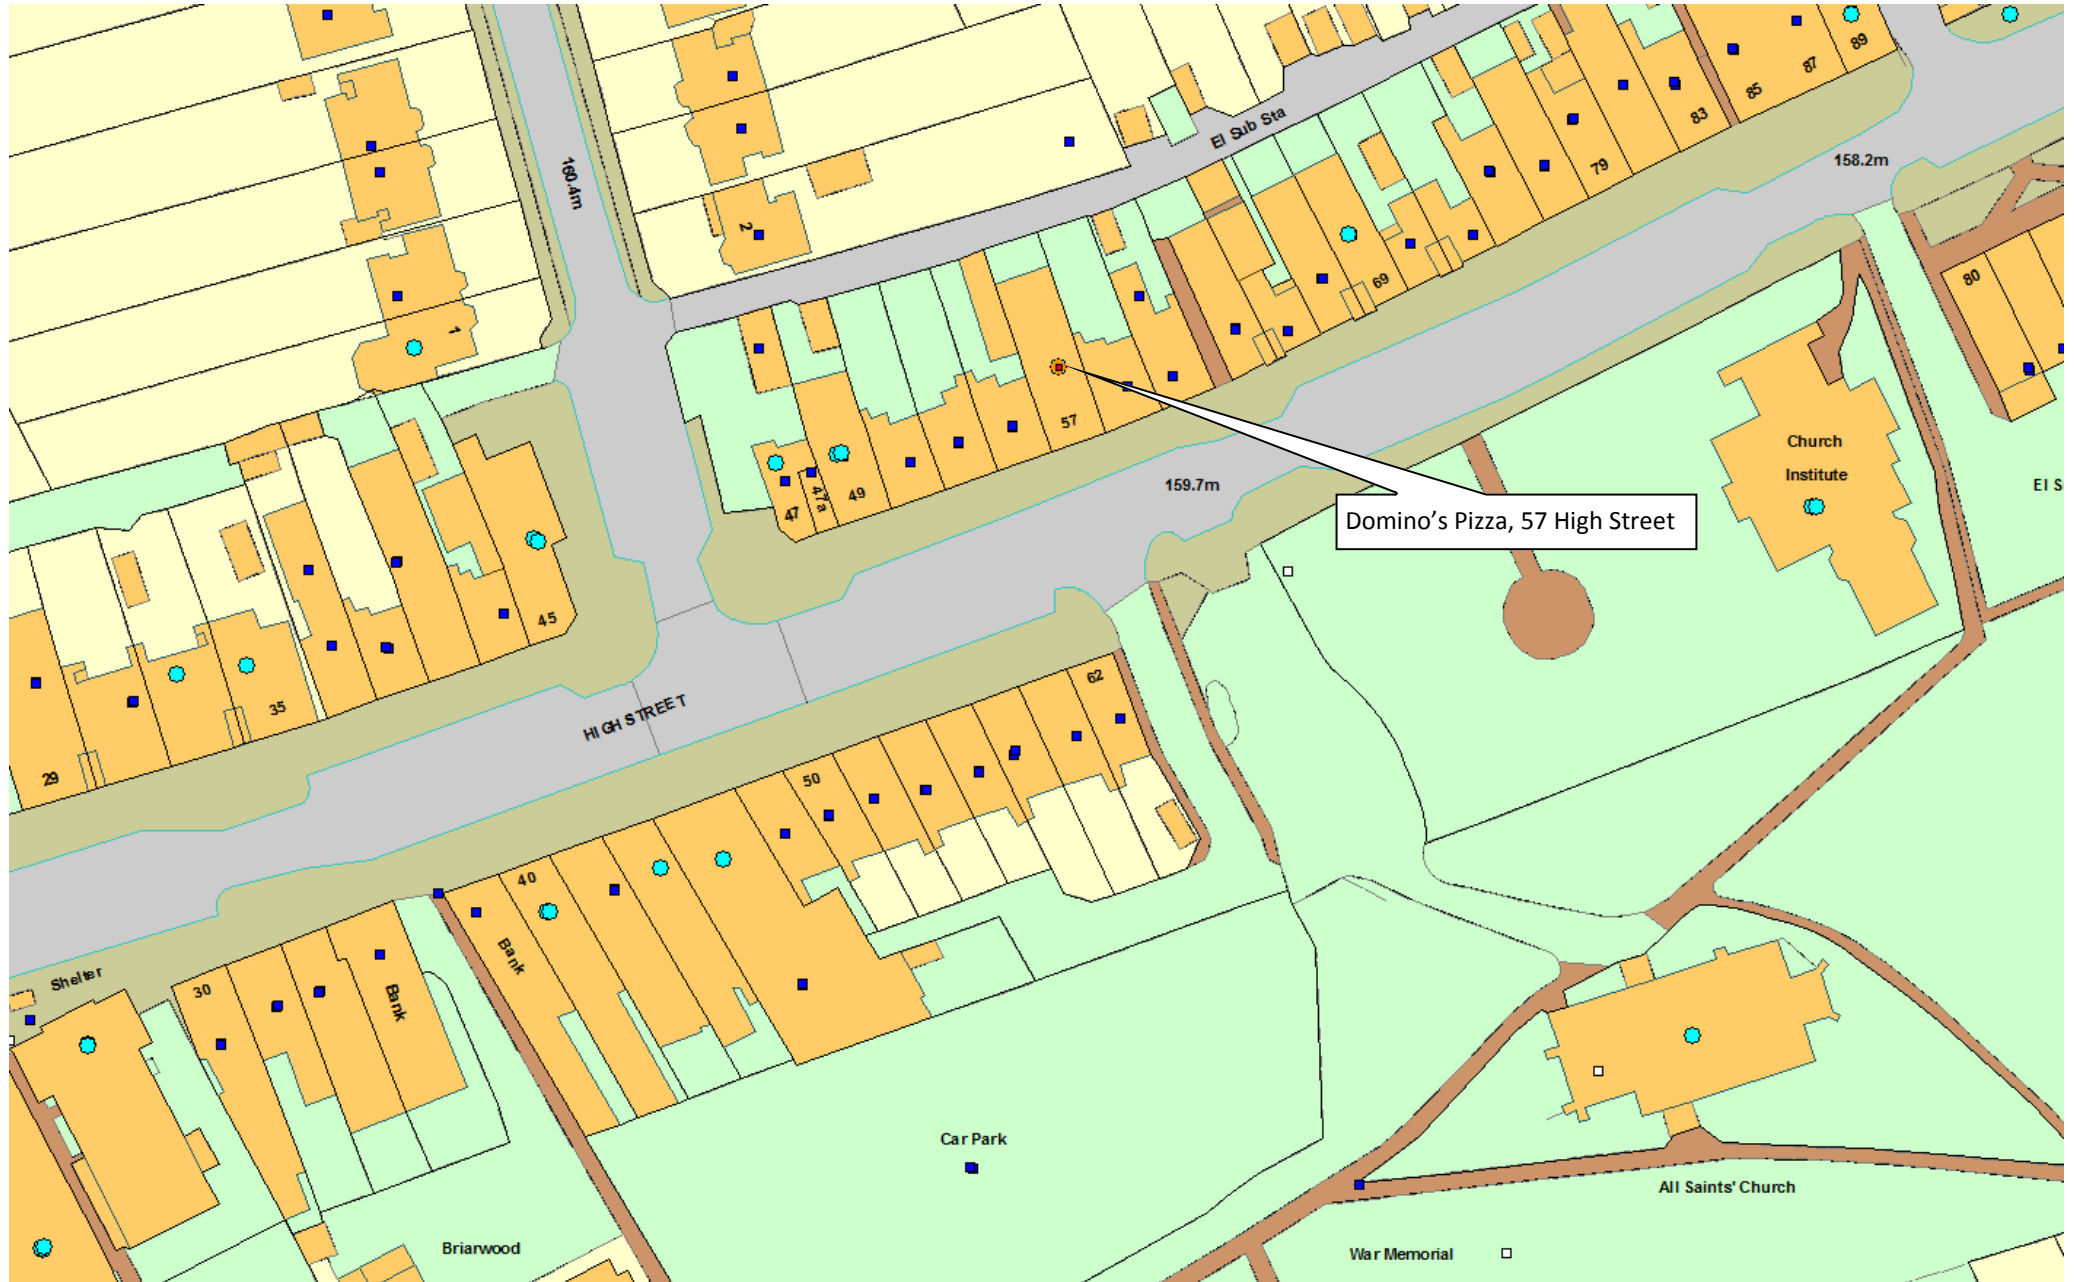 89
87
85
83
El Sub Sta
79
158.2m
160.4m
2
80
69
1
57
Church
Institute
159.7m
El S
47
47a
49
Domino’s Pizza, 57 High Street
45
62
35
HIGH STREET
29
50
40
Bank
Shelter
30
Bank
Car Park
All Saints' Church
Briarwood
War Memorial